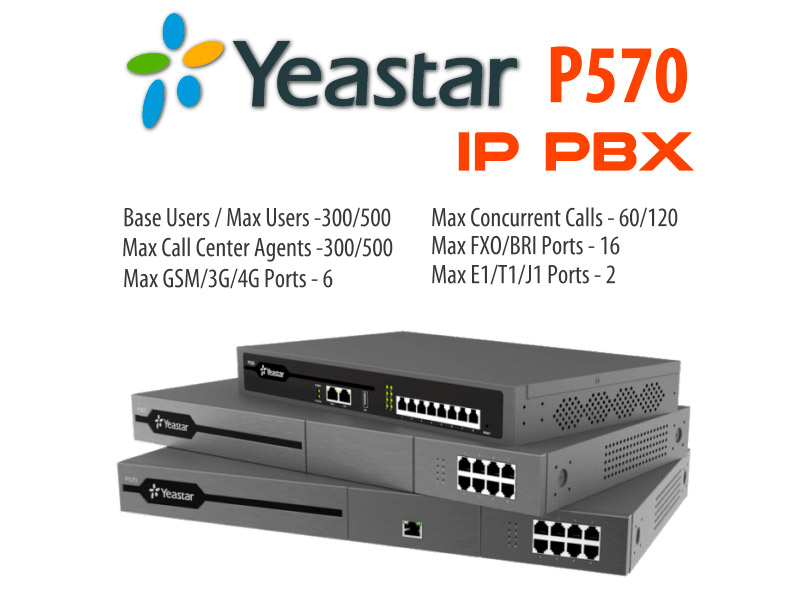 Yeastar P570
IP PBX
Base Users / Max Users -300/500
Max Call Center Agents -300/500
Max GSM/3G/4G Ports - 6
Max Concurrent Calls - 60/120
Max FXO/BRI Ports - 16
Max E1/T1/J1 Ports - 2
Yeastar
Yeastar
P570
Yeastar